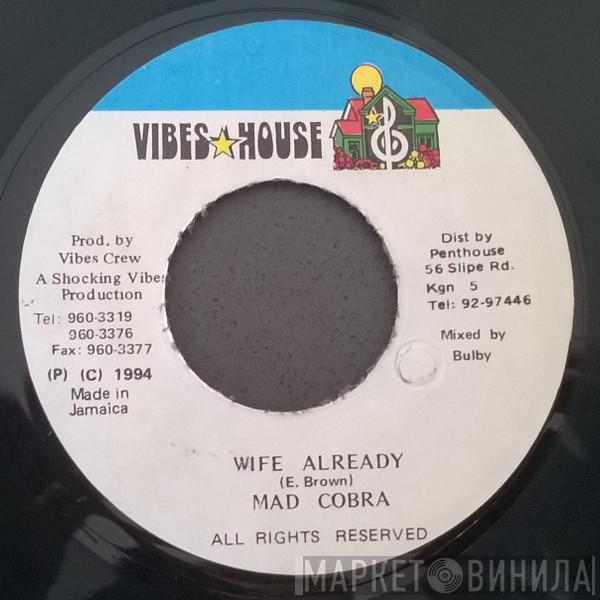 VIBES HOUSE
Prod. by
Vibes Crew
A Shocking Vibes
Production
Tel: 960-3319
960-3376
Fax: 960-3377
(P) (C) 1994
Made in
Jamaica
Dist by
Penthouse
56 Slipe Rd.
Kgn 5
Tel: 92-97446
Mixed by
Bulby
WIFE ALREADY
(E. Brown)
MAD COBRA
ALL RIGHTS RESERVED
МАРКЕТ ВИНИЛА